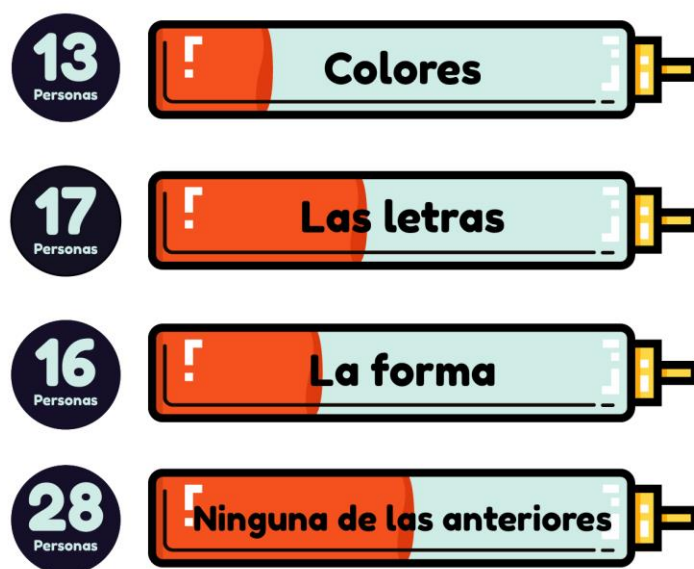 13
Personas
Colores
17
Personas
Las letras
16
Personas
La forma
28
Personas
Ninguna de las anteriores